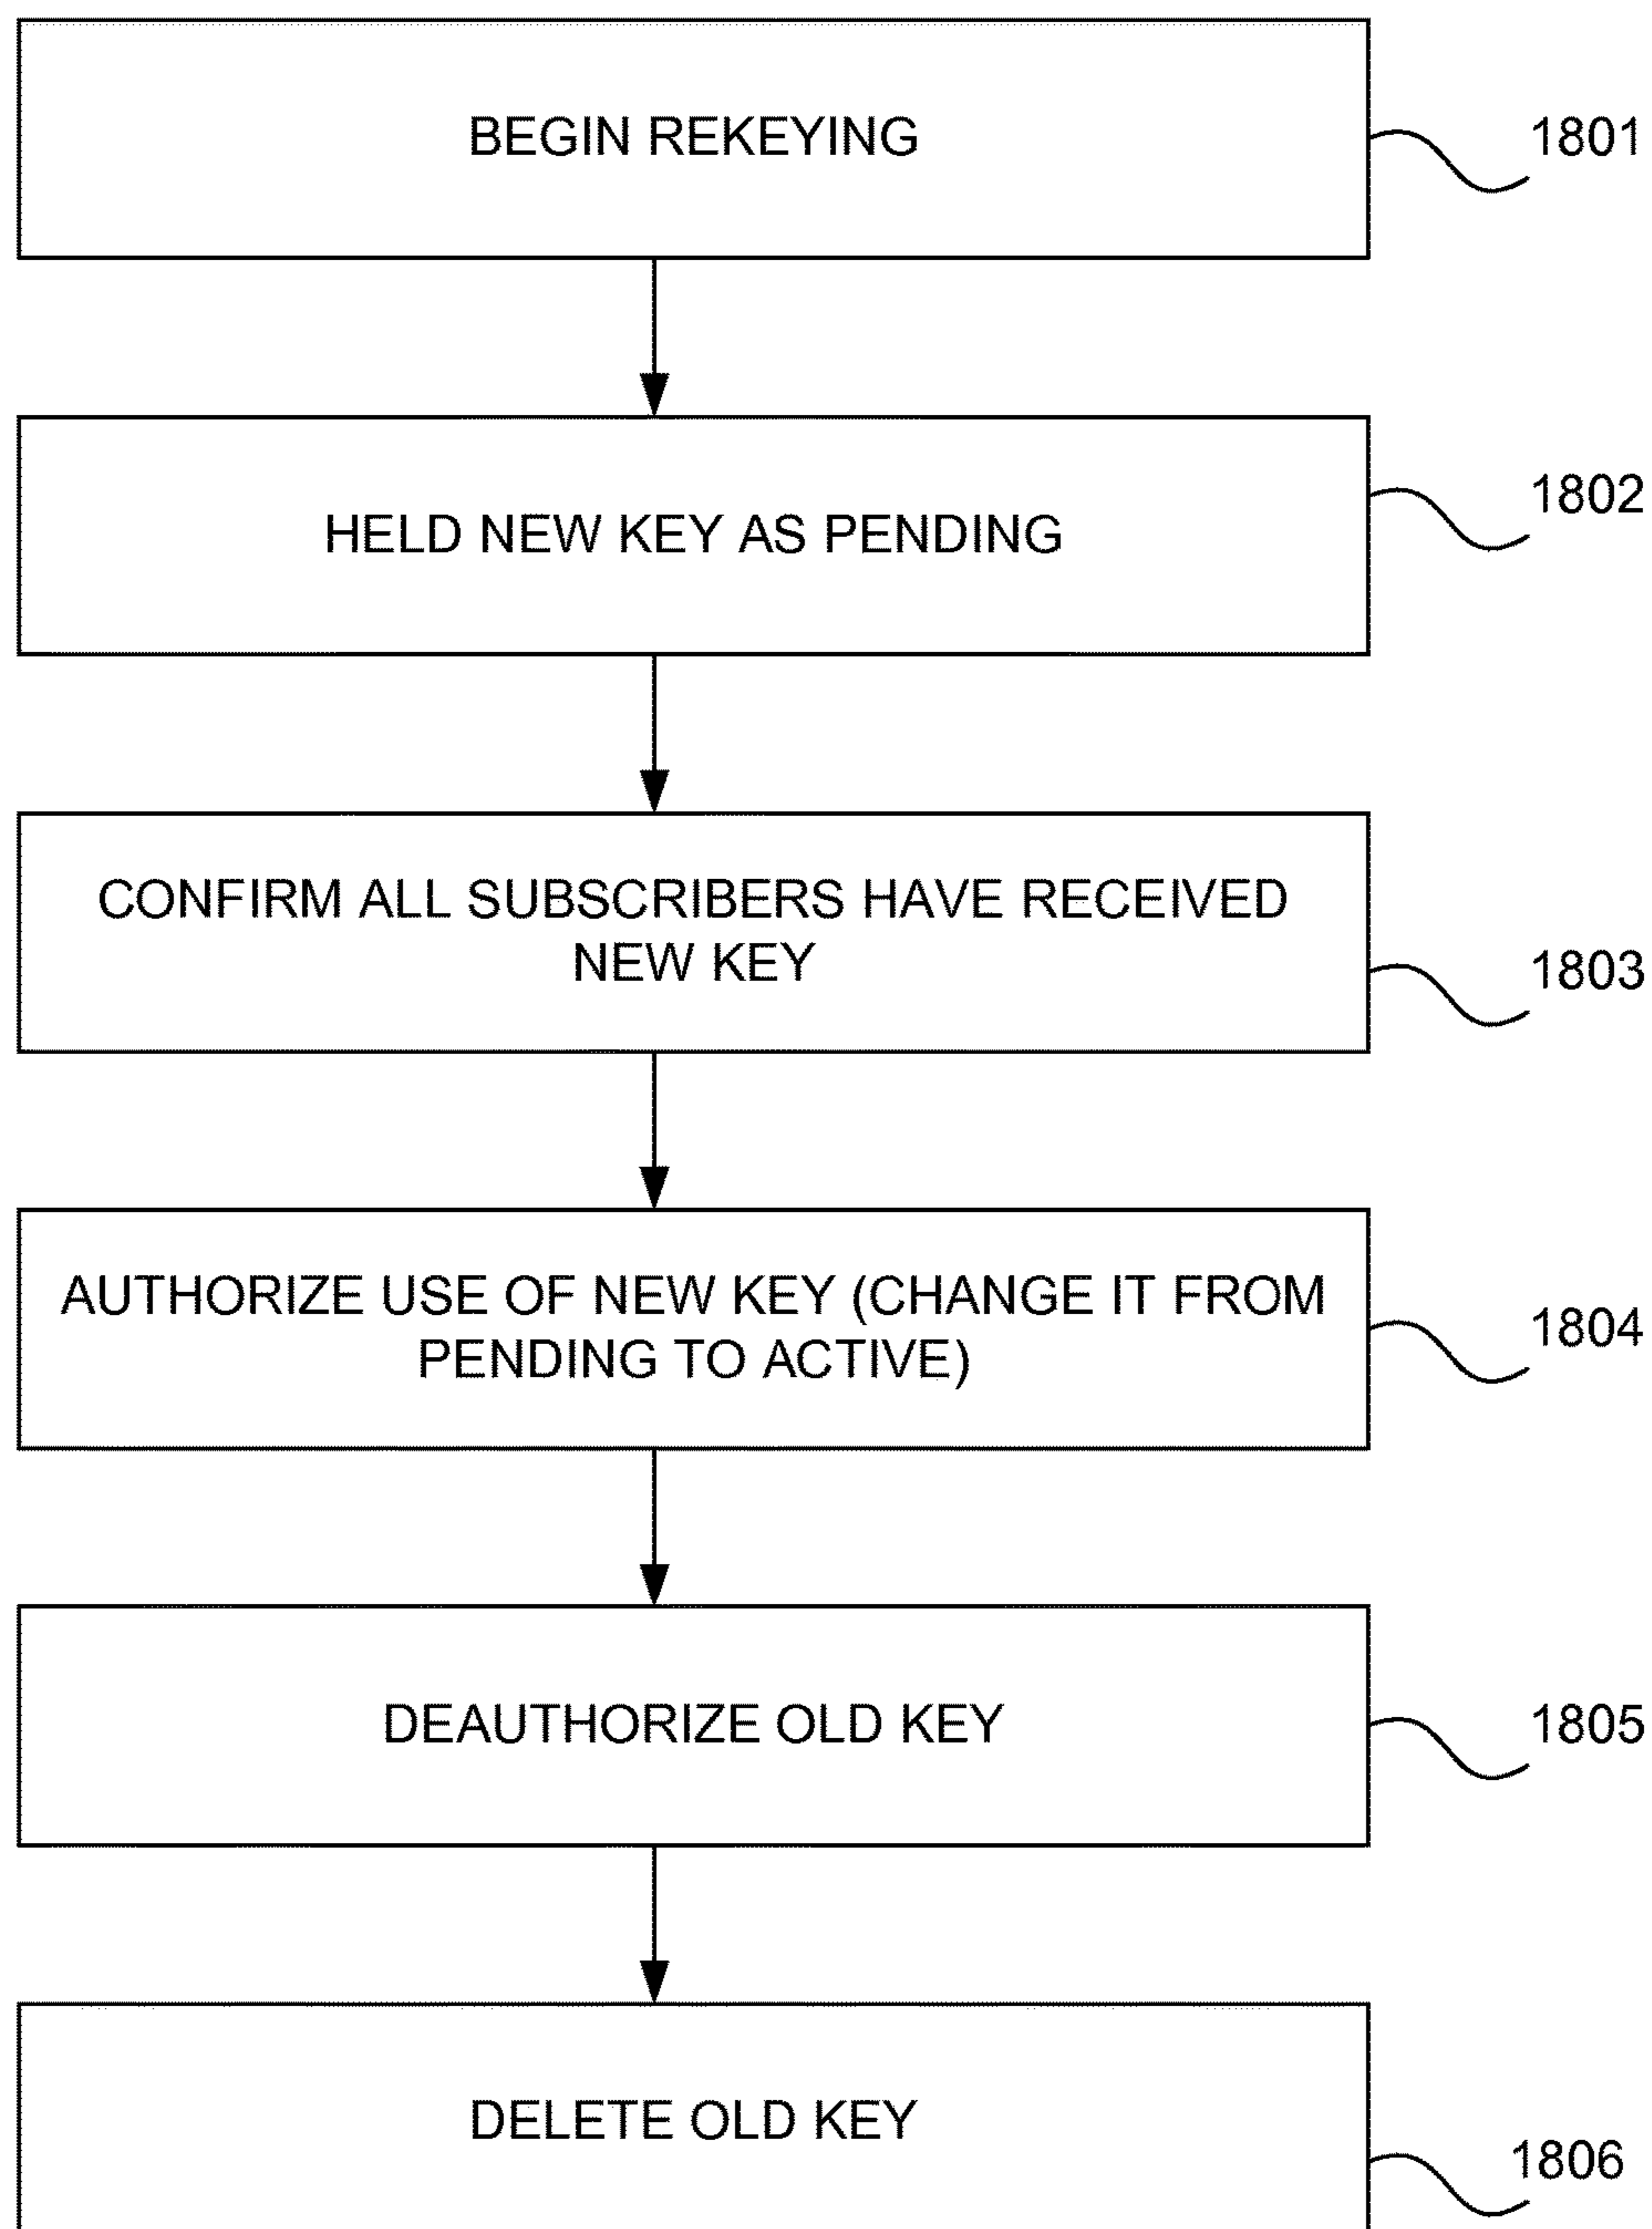 BEGIN REKEYING
1801
HELD NEW KEY AS PENDING
1802
CONFIRM ALL SUBSCRIBERS HAVE RECEIVED
NEW KEY
1803
AUTHORIZE USE OF NEW KEY (CHANGE IT FROM
PENDING TO ACTIVE)
1804
DEAUTHORIZE OLD KEY
1805
DELETE OLD KEY
1806